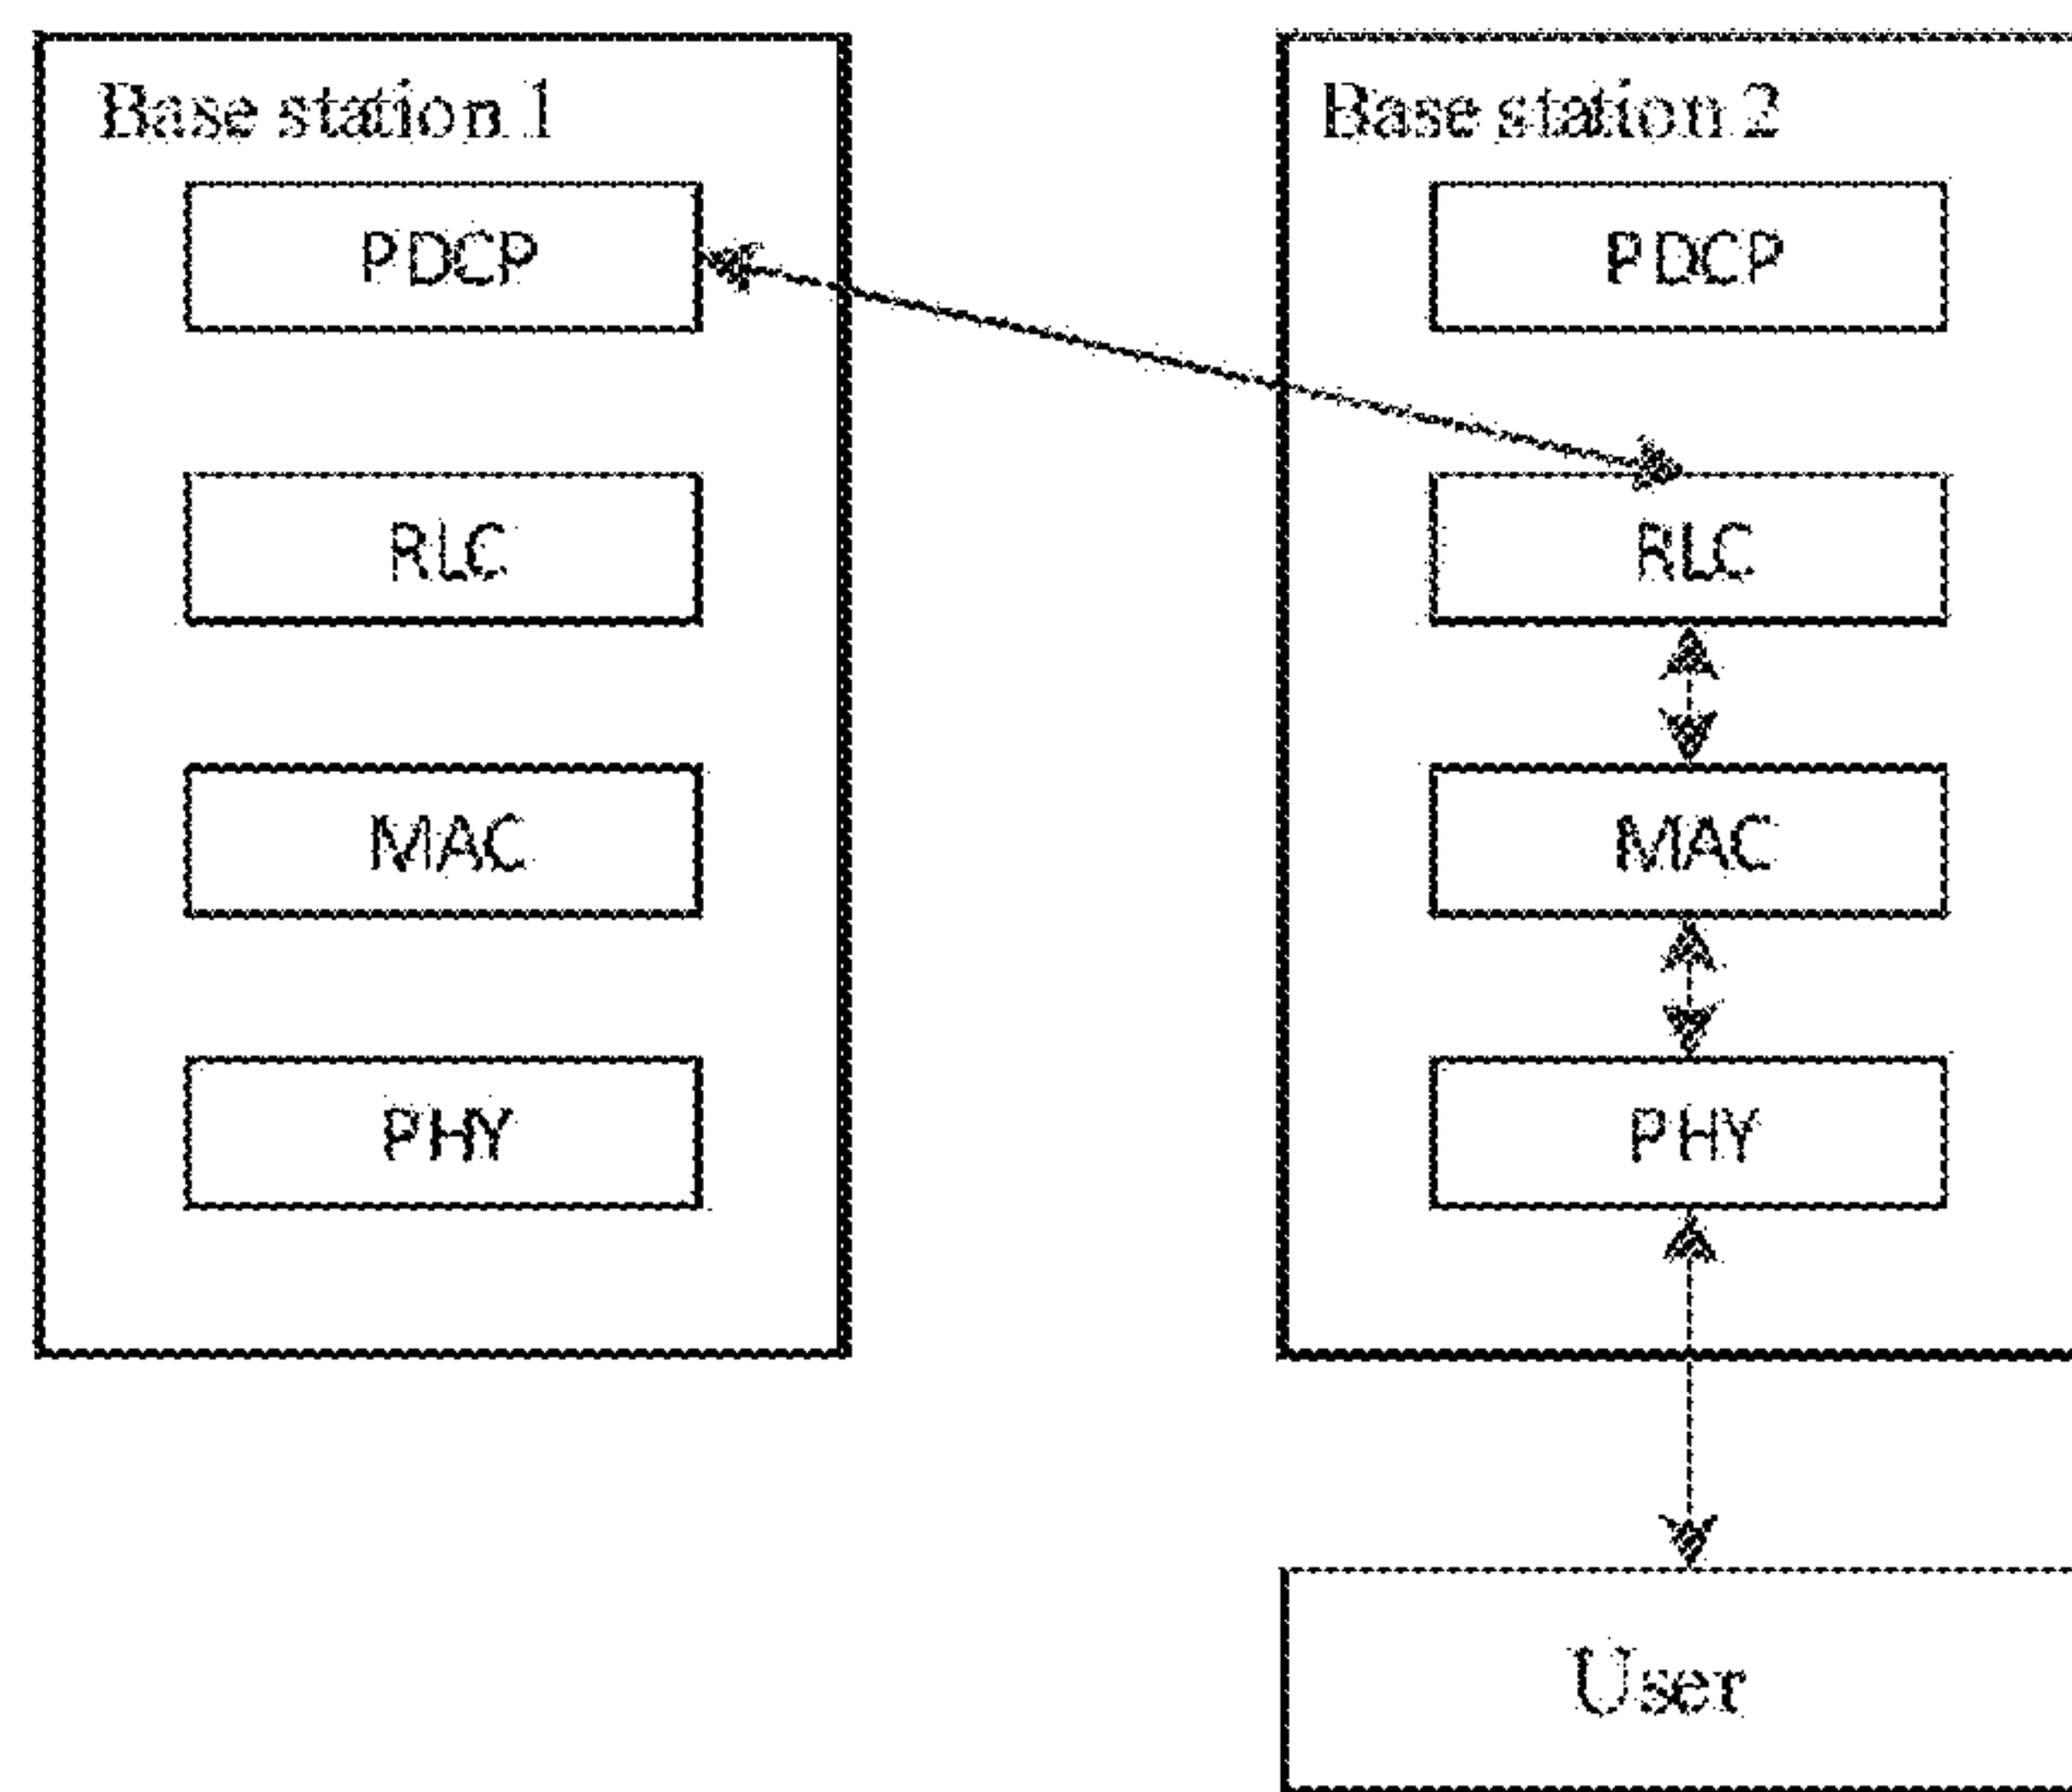 Base station 1
PDCP
RLC
MAC
PHY
Base station 2
PDCP
RLC
MAC
PHY
User